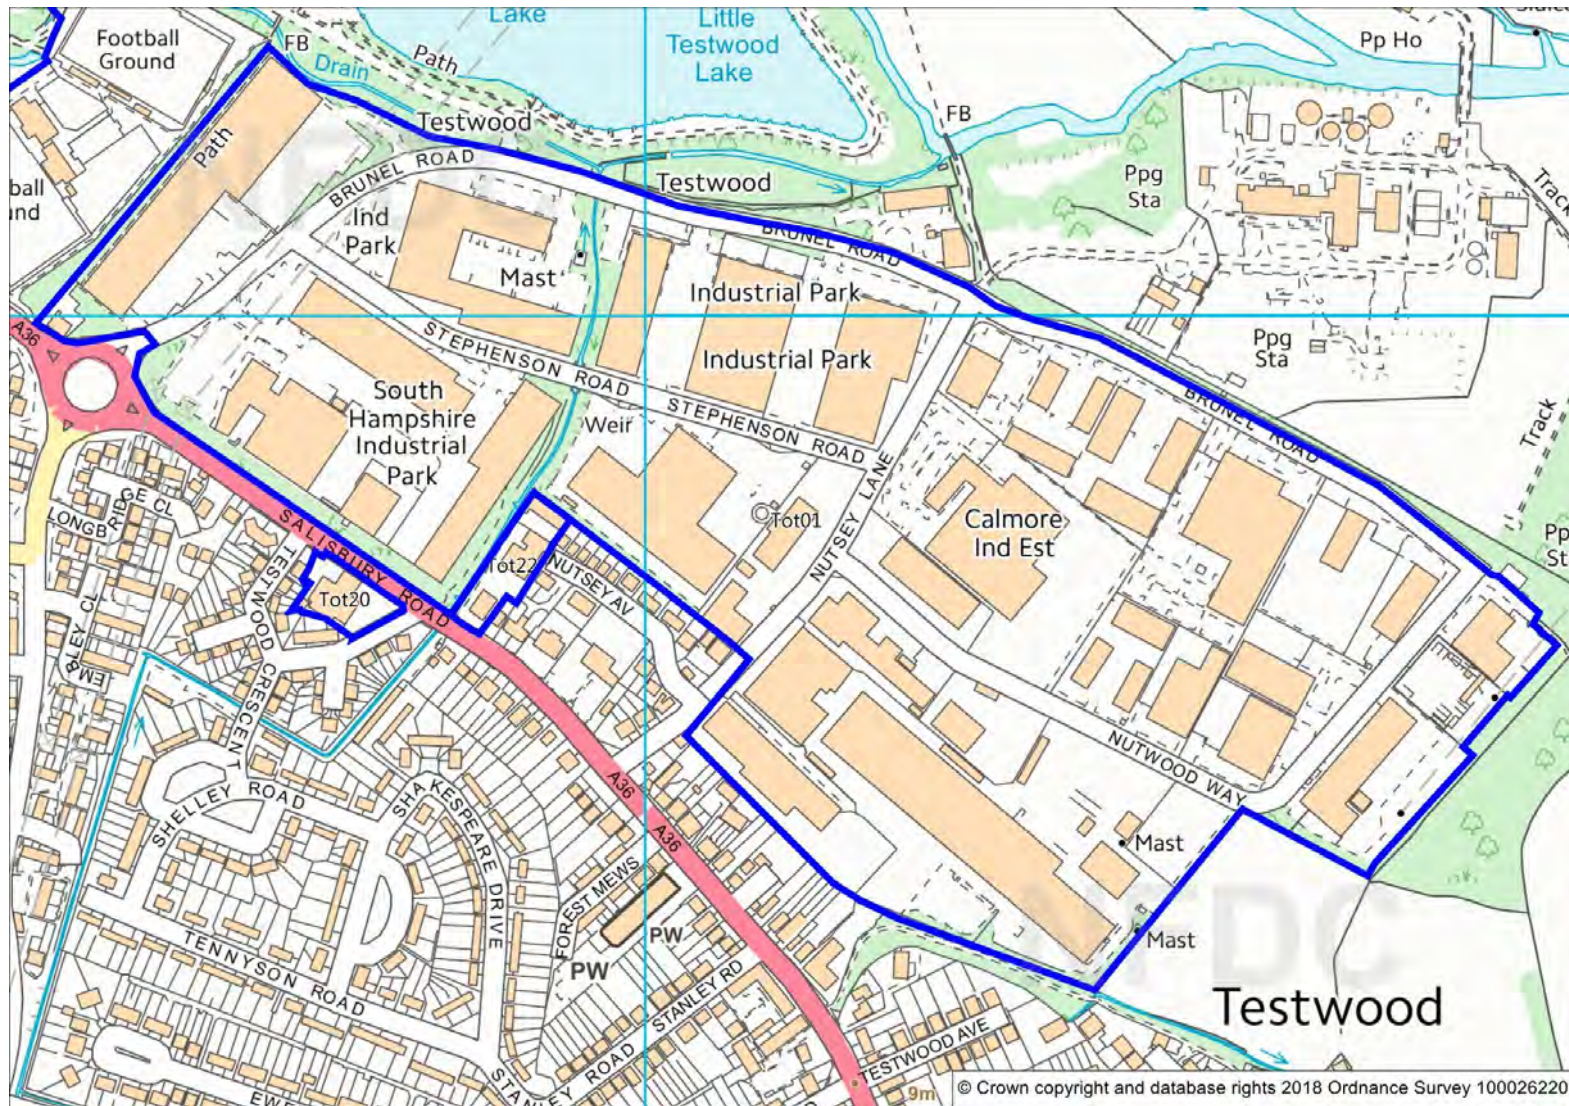 Football
Ground
FB
Drain
Path
Lake
Little
Testwood
Lake
Pp Ho
FB
Testwood
Path
BRUNEL ROAD
Testwood
Ppg
Sta
Track
Ind
Park
Mast
BRUNEL ROAD
Industrial Park
A36
STEPHENSON ROAD
Industrial Park
Ppg
Sta
South
Hampshire
Industrial
Park
Weir
STEPHENSON ROAD
BRUNEL ROAD
Track
NUTSEY LANE
Tot01
Calmore
Ind Est
LONGBRIDGE CL
SALISBURY ROAD
Tot22
NUTSEY AV
Tot20
TESTWOOD CRESCENT
EMBLEY CL
NUTWOOD WAY
SHELLEY ROAD
SHAKESPEARE DRIVE
A36
A36
Mast
FOREST MEWS
PW
PW
Mast
NFDC
TENNYSON ROAD
STANLEY RD
Testwood
STANLEY ROAD
TESTWOOD AVE
9m
© Crown copyright and database rights 2018 Ordnance Survey 100026220